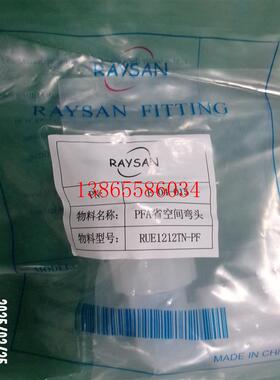 RAYSAN
RAYSAN FITTING
RAYSAN
13865586034
物料名称: PFA省空间弯头
物料型号: RUE1212TN-PF
MADE IN CHI